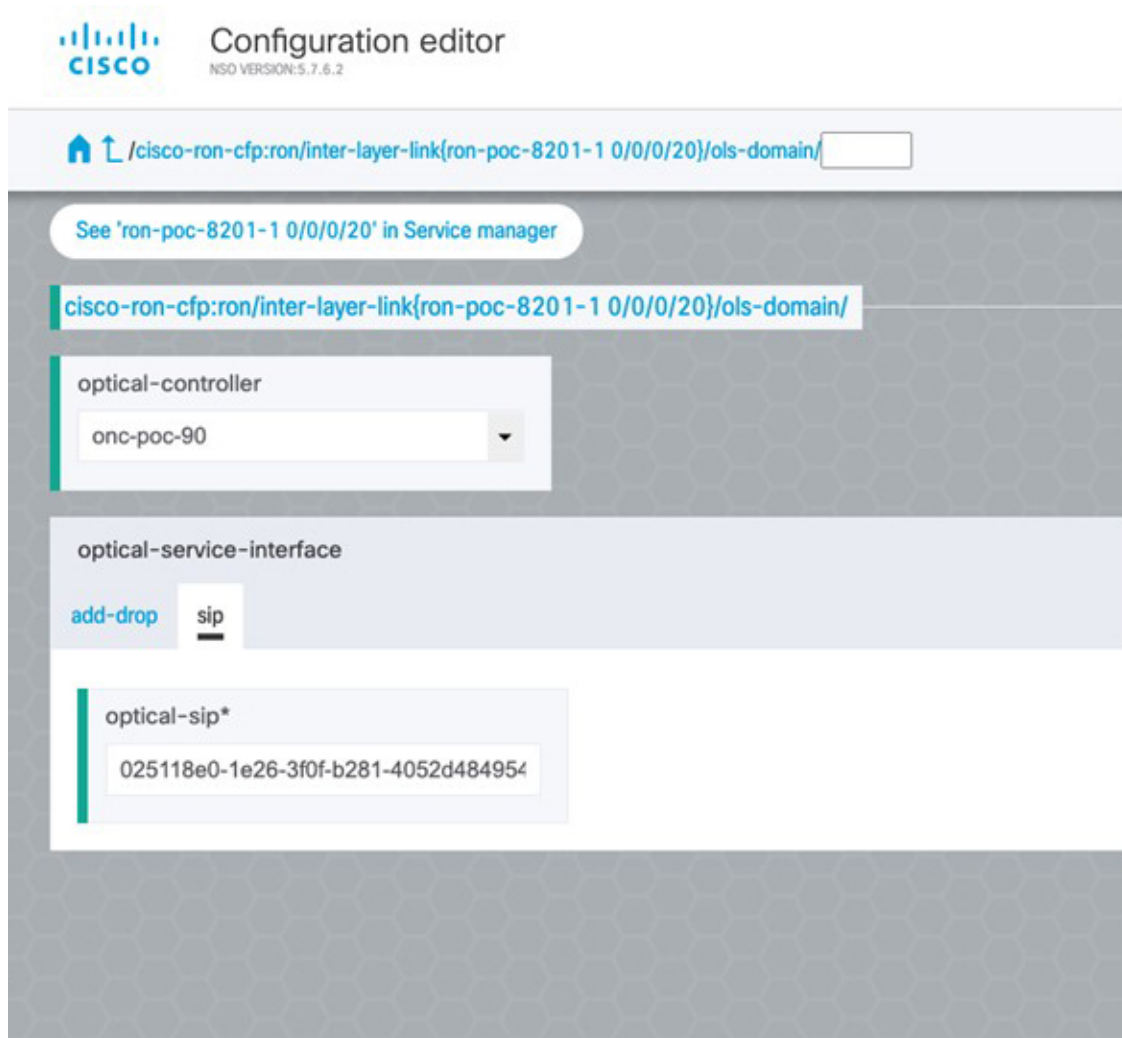 CISCO
Configuration editor
NSO VERSION:5.7.6.2
/cisco-ron-cfp:ron/inter-layer-link{ron-poc-8201-1 0/0/0/20}/ols-domain/
See 'ron-poc-8201-1 0/0/0/20' in Service manager
cisco-ron-cfp:ron/inter-layer-link{ron-poc-8201-1 0/0/0/20}/ols-domain/
optical-controller
onc-poc-90
optical-service-interface
add-drop sip
optical-sip*
025118e0-1e26-3f0f-b281-4052d484954